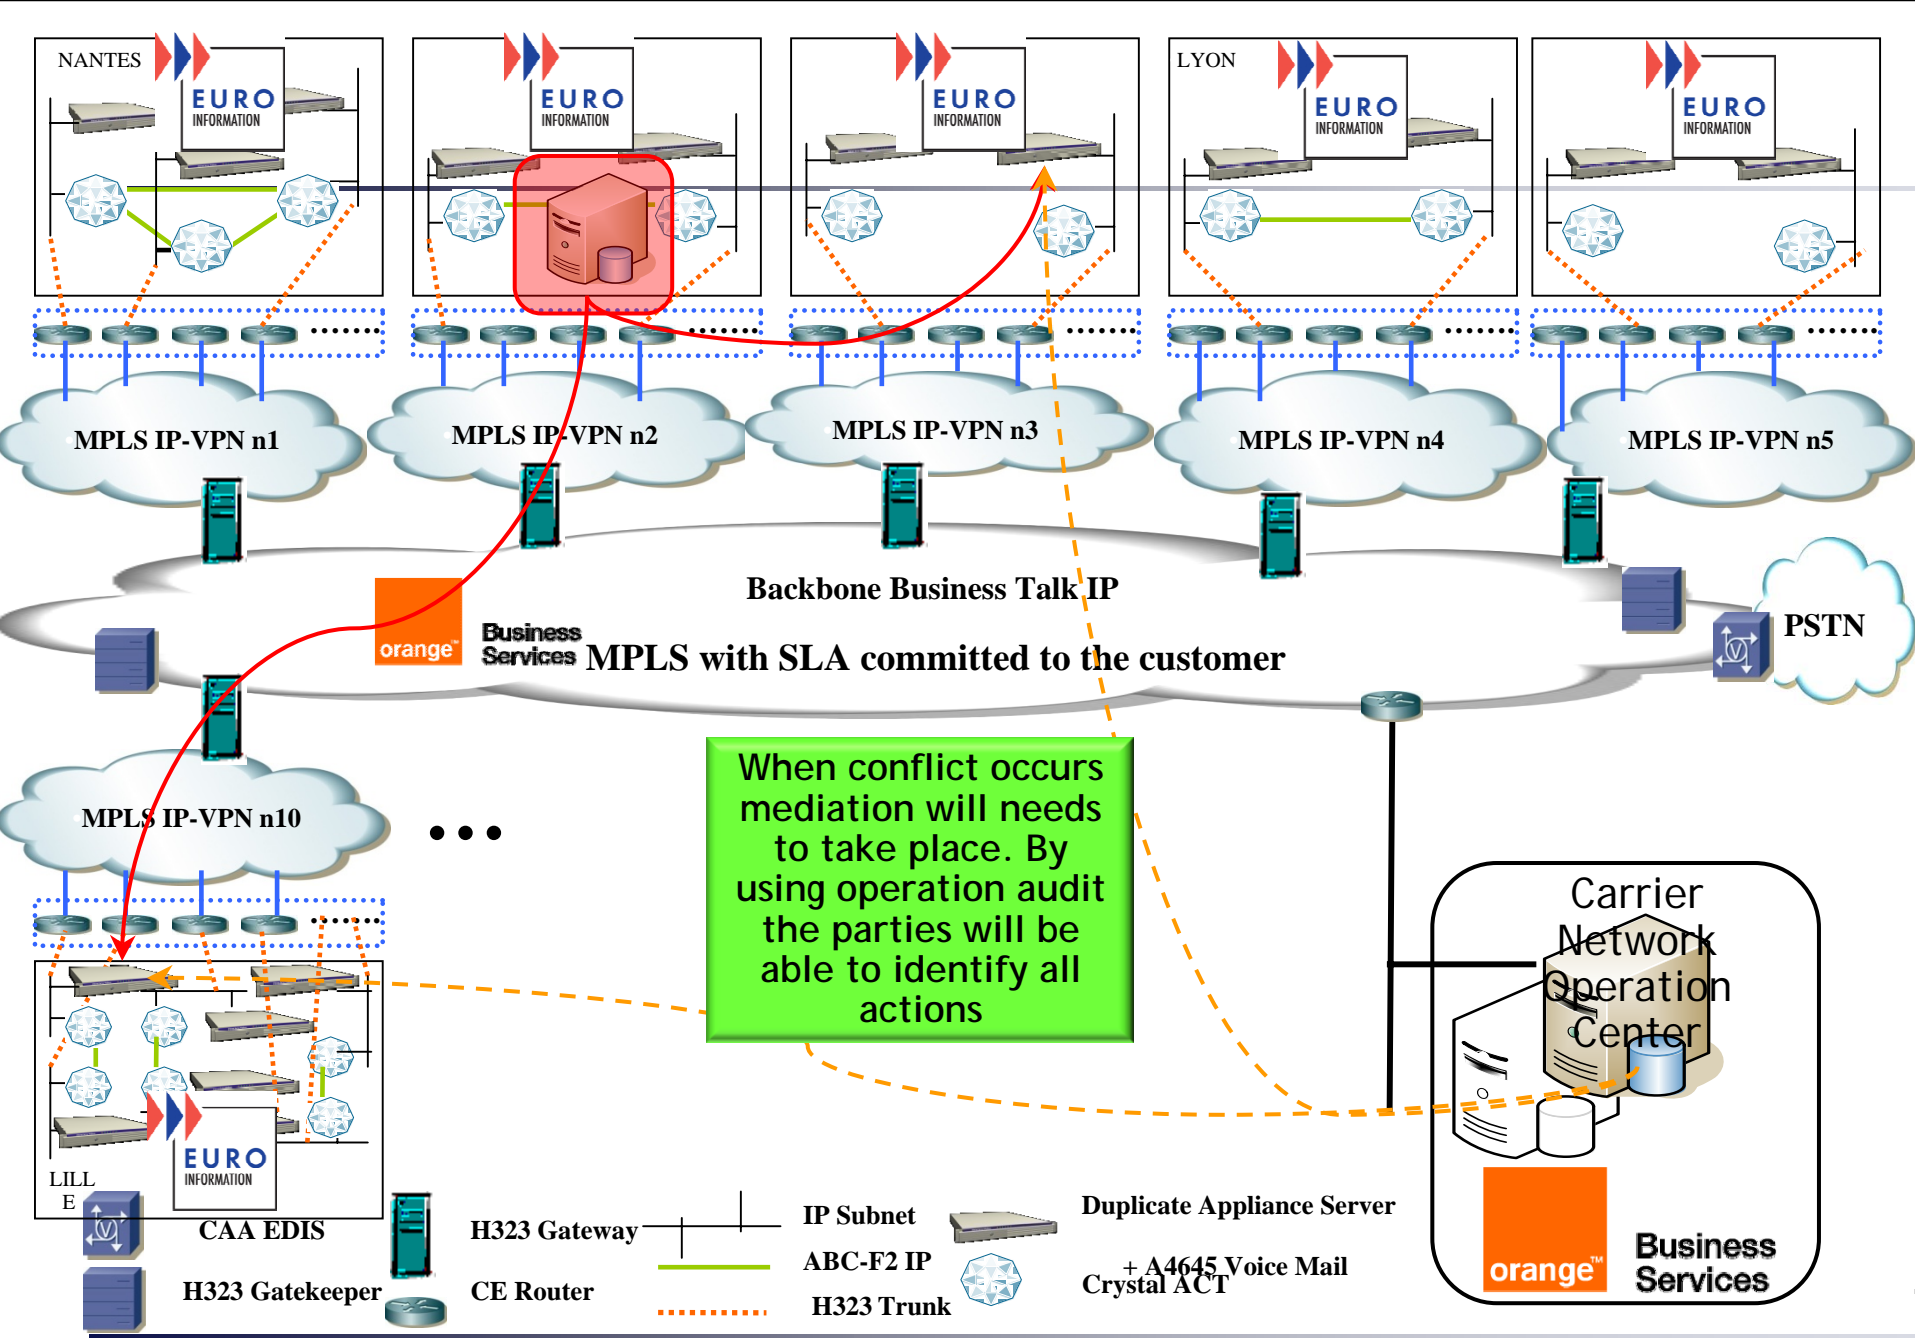 NANTES
EURO
INFORMATION
EURO
INFORMATION
EURO
INFORMATION
LYON
EURO
INFORMATION
EURO
INFORMATION
MPLS IP-VPN n1
MPLS IP-VPN n2
MPLS IP-VPN n3
MPLS IP-VPN n4
MPLS IP-VPN n5
Backbone Business Talk IP
orange™
Business
Services
MPLS with SLA committed to the customer
PSTN
V
MPLS IP-VPN n10
...
When conflict occurs
mediation will needs
to take place. By
using operation audit
the parties will be
able to identify all
actions
Carrier
Network
Operation
Center
EURO
INFORMATION
LILL
E
V
CAA EDIS
H323 Gateway
IP Subnet
Duplicate Appliance Server
ABC-F2 IP
+ A4645 Voice Mail
H323 Gatekeeper
CE Router
H323 Trunk
Crystal ACT
orange™
Business
Services